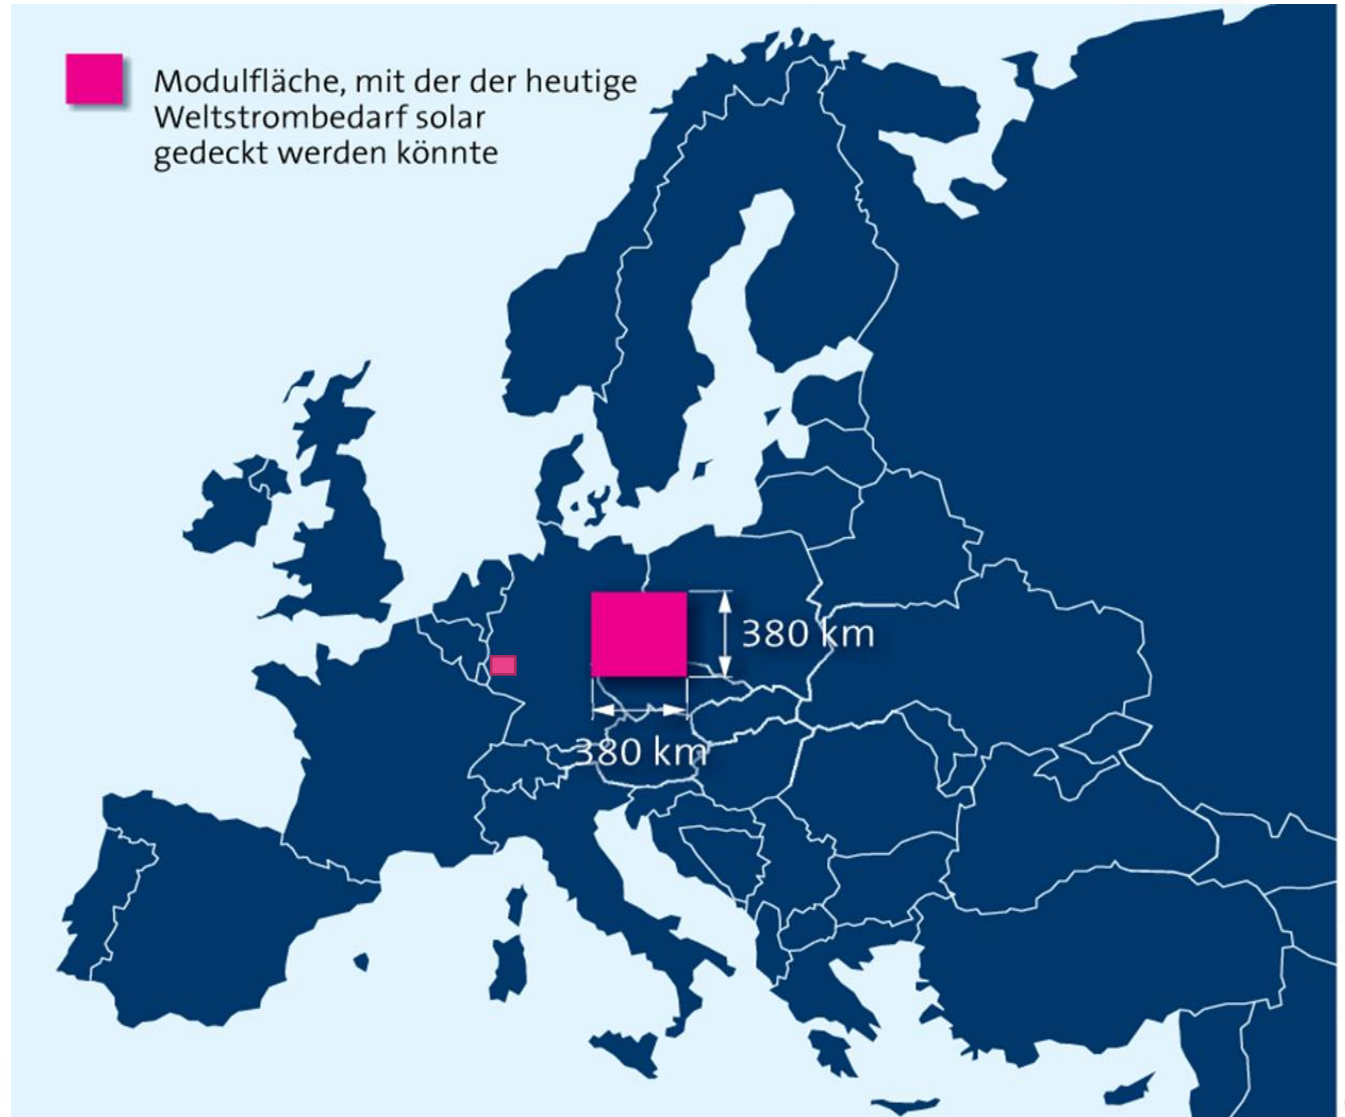 Modulfläche, mit der der heutige
Weltstrombedarf solar
gedeckt werden könnte
380 km
380 km